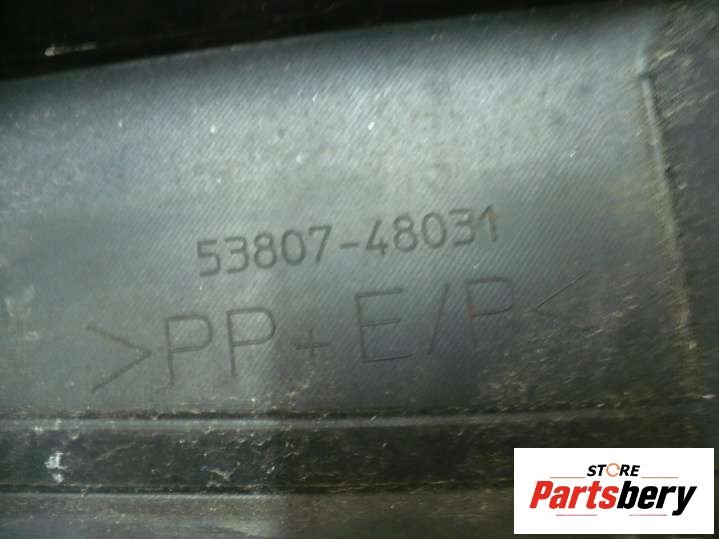 53807-48031
>PP+E/P<
STORE
Partsbery